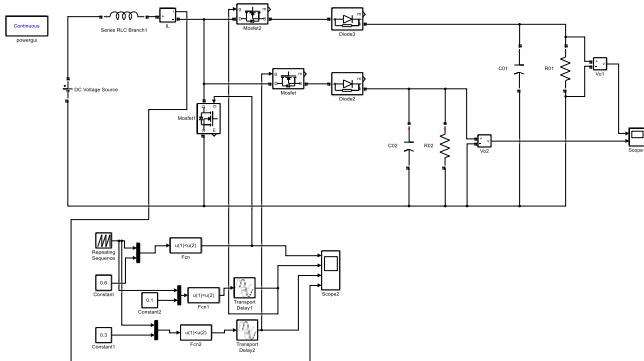 Continuous
powergui
Series RLC Branch1
IL
Mosfet2
Diode3
DC Voltage Source
Mosfet
Diode2
Mosfet1
C01
R01
Vo1
C02
R02
Vo2
Scope
Repeating
Sequence
u(1)<u(2)
Fcn
0.6
Constant
0.1
Constant2
u(1)<u(2)
Fcn1
Transport
Delay1
Scope2
0.3
Constant1
u(1)<u(2)
Fcn2
Transport
Delay2